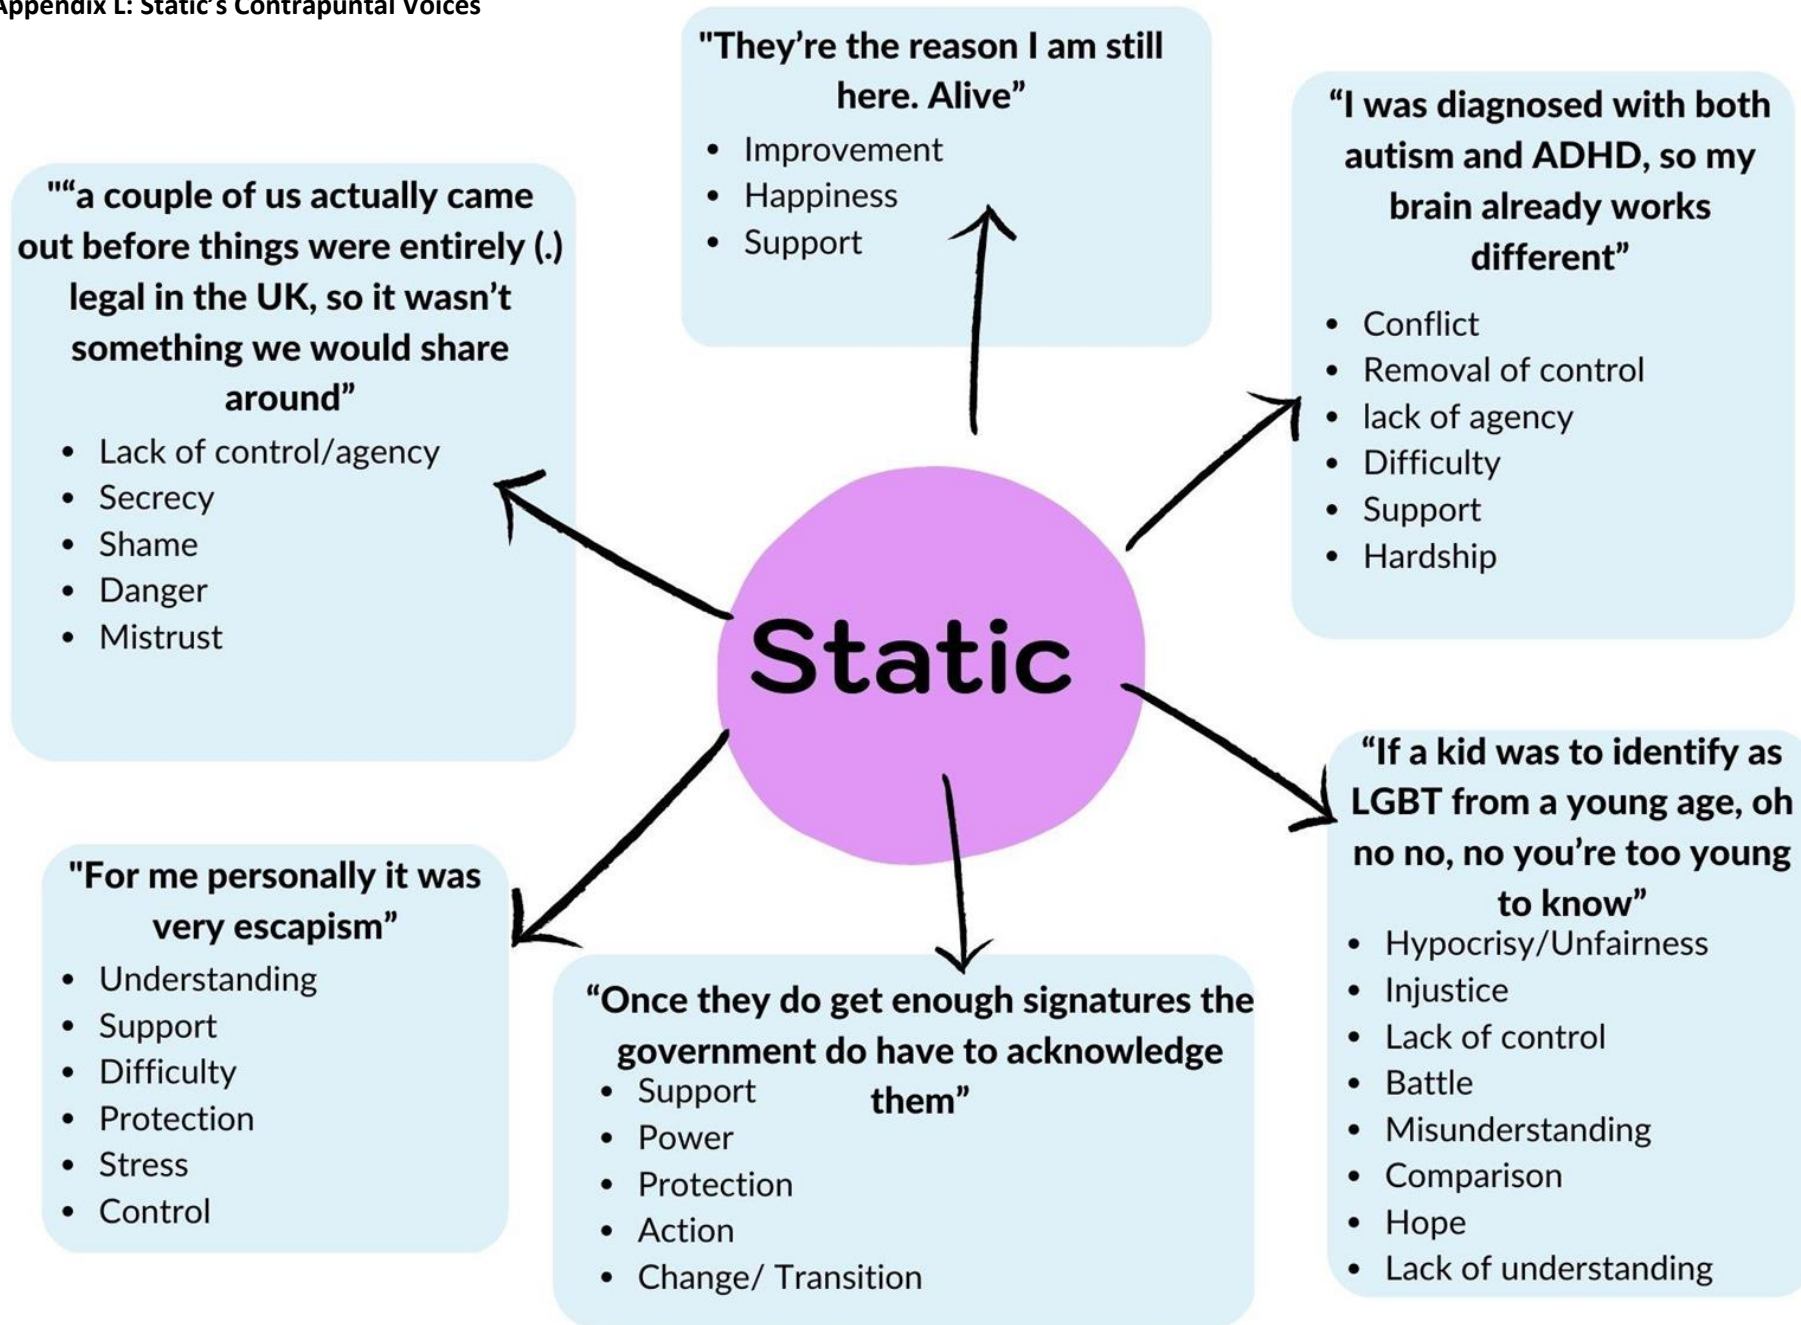 Appendix L: Static's Contrapuntal Voices
"They’re the reason I am still
here. Alive”
• Improvement
• Happiness
• Support
“I was diagnosed with both
autism and ADHD, so my
brain already works
different”
• Conflict
• Removal of control
• lack of agency
• Difficulty
• Support
• Hardship
"“a couple of us actually came
out before things were entirely (.)
legal in the UK, so it wasn’t
something we would share
around”
• Lack of control/agency
• Secrecy
• Shame
• Danger
• Mistrust
Static
"For me personally it was
very escapism”
• Understanding
• Support
• Difficulty
• Protection
• Stress
• Control
“Once they do get enough signatures the
government do have to acknowledge
them”
• Support
• Power
• Protection
• Action
• Change/ Transition
“If a kid was to identify as
LGBT from a young age, oh
no no, no you’re too young
to know”
• Hypocrisy/Unfairness
• Injustice
• Lack of control
• Battle
• Misunderstanding
• Comparison
• Hope
• Lack of understanding